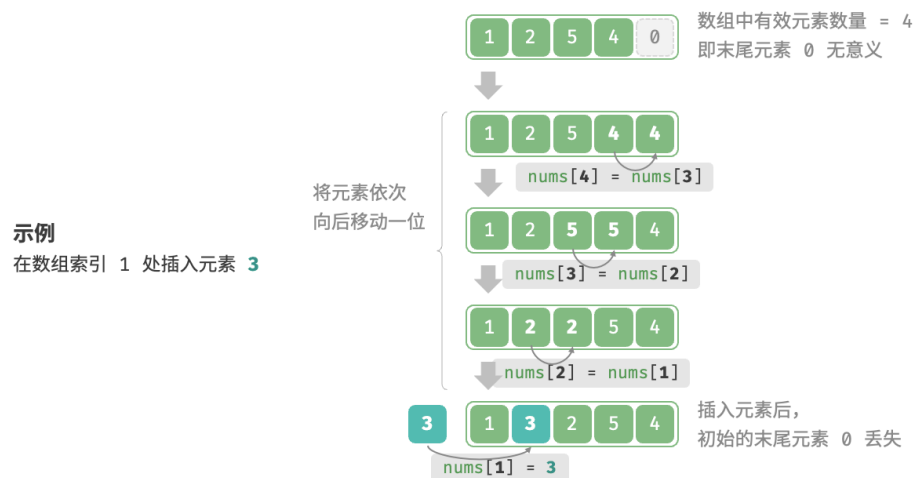 1 2 5 4 0
数组中有效元素数量 = 4
即末尾元素 0 无意义
1 2 5 4 4
nums[4] = nums[3]
将元素依次
向后移动一位
1 2 5 5 4
nums[3] = nums[2]
示例
在数组索引 1 处插入元素 3
1 2 2 5 4
nums[2] = nums[1]
3 1 3 2 5 4
插入元素后，
初始的末尾元素 0 丢失
nums[1] = 3